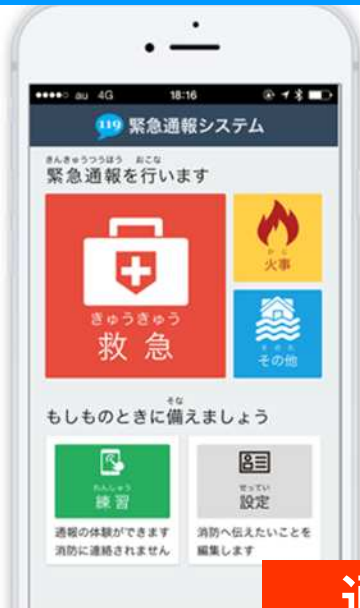 au 4G 18:16
119 緊急通報システム
きんきゅうつうほう おこな
緊急通報を行います
きゅうきゅう
救急
かじ
火事
そのた
その他
そな
もしものときに備えましょう
れんしゅう
練習
せってい
設定
通報の体験ができます
消防に連絡されません
消防へ伝えたいことを
編集します